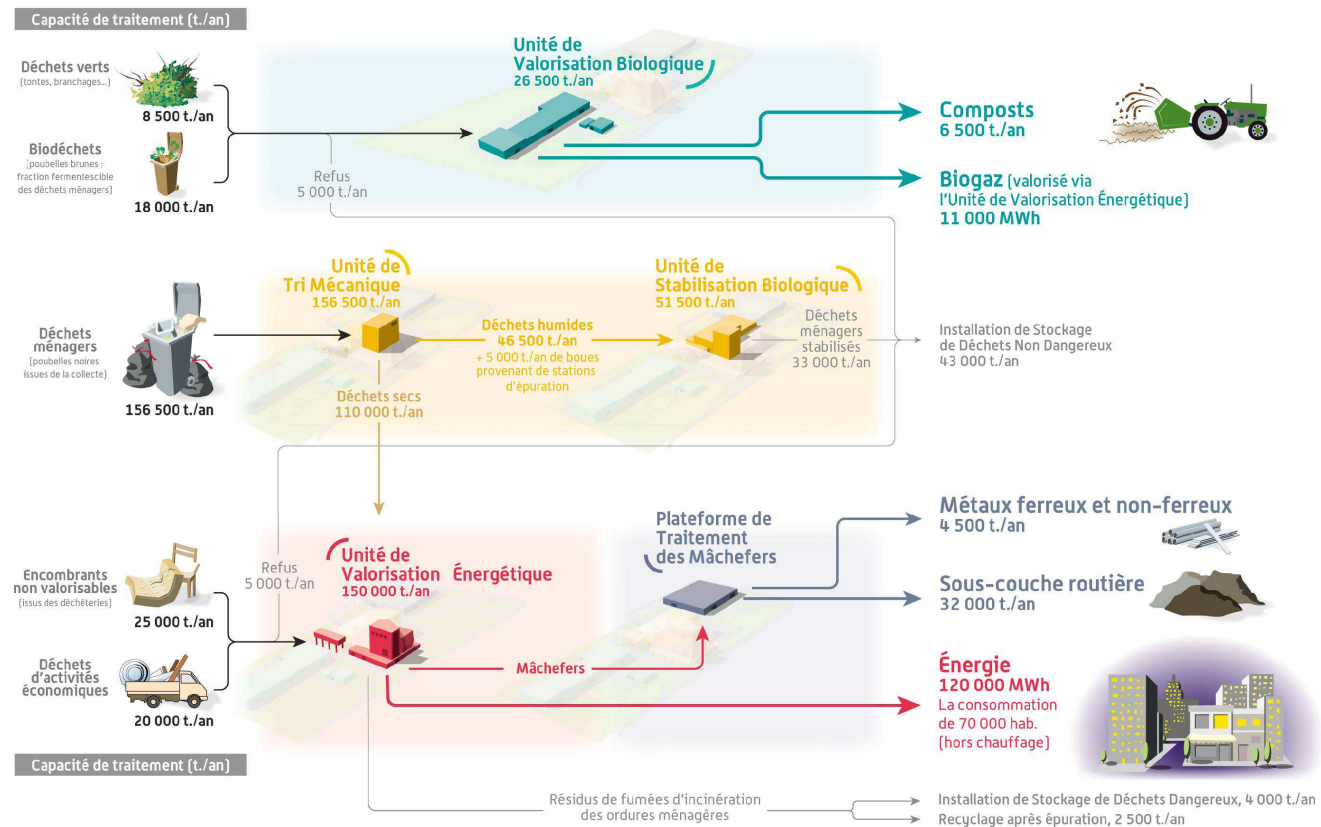 Capacité de traitement (t./an)
Déchets verts
(tontes, branchages...)
8 500 t./an
Biodéchets
(poubelles brunes :
fraction fermentescible
des déchets ménagers)
18 000 t./an
Refus
5 000 t./an
Unité de
Valorisation Biologique
26 500 t./an
Composts
6 500 t./an
Biogaz (valorisé via
l'Unité de Valorisation Énergétique)
11 000 MWh
Déchets
ménagers
(poubelles noires
issues de la collecte)
156 500 t./an
Unité de
Tri Mécanique
156 500 t./an
Déchets humides
46 500 t./an
+ 5 000 t./an de boues
provenant de stations
d'épuration
Déchets secs
110 000 t./an
Unité de
Stabilisation Biologique
51 500 t./an
Déchets
ménagers
stabilisés
33 000 t./an
Installation de Stockage
de Déchets Non Dangereux
43 000 t./an
Encombrants
non valorisables
(issus des déchèteries)
25 000 t./an
Déchets
d'activités
économiques
20 000 t./an
Refus
5 000 t./an
Unité de
Valorisation Énergétique
150 000 t./an
Mâchefers
Plateforme de
Traitement
des Mâchefers
Métaux ferreux et non-ferreux
4 500 t./an
Sous-couche routière
32 000 t./an
Énergie
120 000 MWh
La consommation
de 70 000 hab.
(hors chauffage)
Capacité de traitement (t./an)
Résidus de fumées d'incinération
des ordures ménagères
Installation de Stockage de Déchets Dangereux, 4 000 t./an
Recyclage après épuration, 2 500 t./an